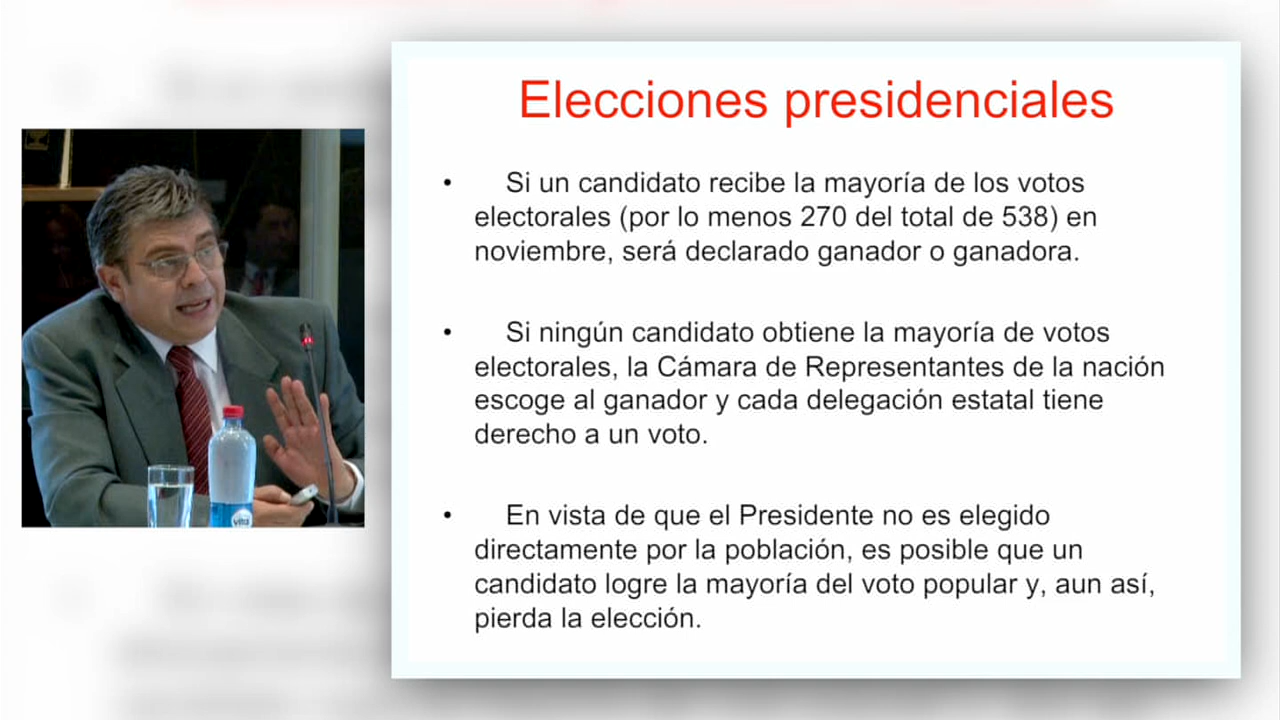 Elecciones presidenciales
• Si un candidato recibe la mayoría de los votos
electorales (por lo menos 270 del total de 538) en
noviembre, será declarado ganador o ganadora.
• Si ningún candidato obtiene la mayoría de votos
electorales, la Cámara de Representantes de la nación
escoge al ganador y cada delegación estatal tiene
derecho a un voto.
• En vista de que el Presidente no es elegido
directamente por la población, es posible que un
candidato logre la mayoría del voto popular y, aun así,
pierda la elección.
vital